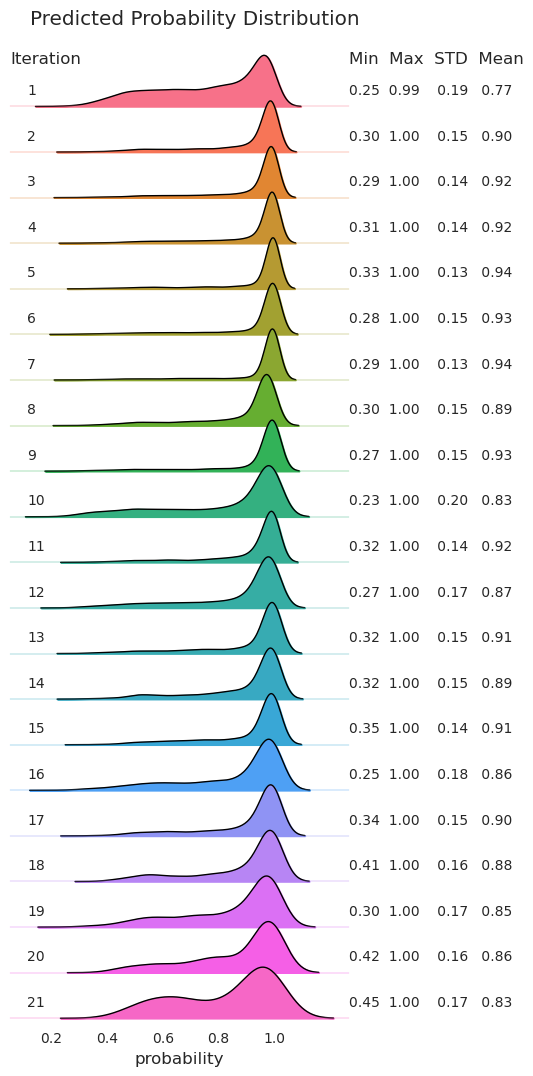 Predicted Probability Distribution
Iteration Min Max STD Mean
1 0.25 0.99 0.19 0.77
2 0.30 1.00 0.15 0.90
3 0.29 1.00 0.14 0.92
4 0.31 1.00 0.14 0.92
5 0.33 1.00 0.13 0.94
6 0.28 1.00 0.15 0.93
7 0.29 1.00 0.13 0.94
8 0.30 1.00 0.15 0.89
9 0.27 1.00 0.15 0.93
10 0.23 1.00 0.20 0.83
11 0.32 1.00 0.14 0.92
12 0.27 1.00 0.17 0.87
13 0.32 1.00 0.15 0.91
14 0.32 1.00 0.15 0.89
15 0.35 1.00 0.14 0.91
16 0.25 1.00 0.18 0.86
17 0.34 1.00 0.15 0.90
18 0.41 1.00 0.16 0.88
19 0.30 1.00 0.17 0.85
20 0.42 1.00 0.16 0.86
21 0.45 1.00 0.17 0.83
0.2 0.4 0.6 0.8 1.0
probability